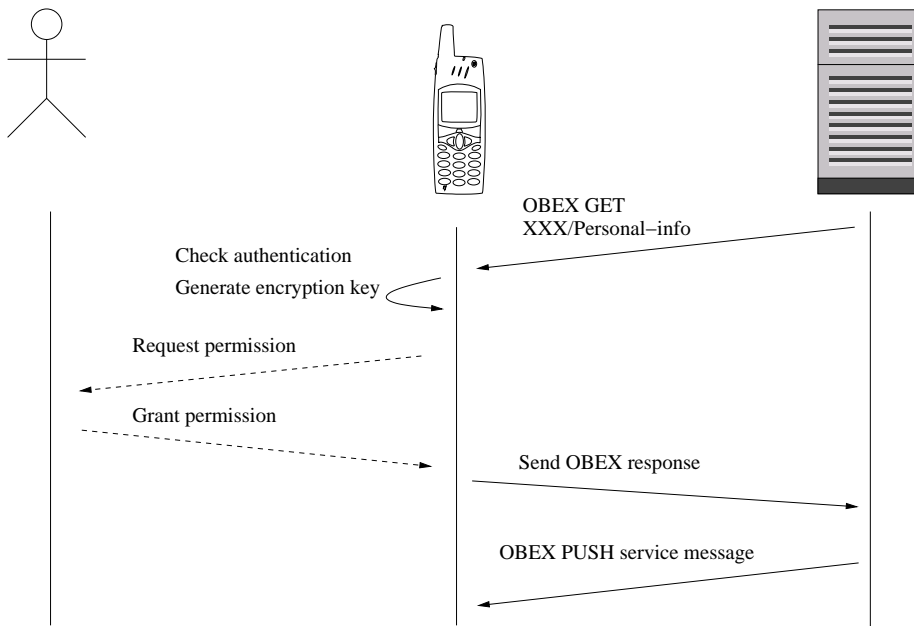 OBEX GET
XXX/Personal−info
Check authentication
Generate encryption key
Request permission
Grant permission
Send OBEX response
OBEX PUSH service message